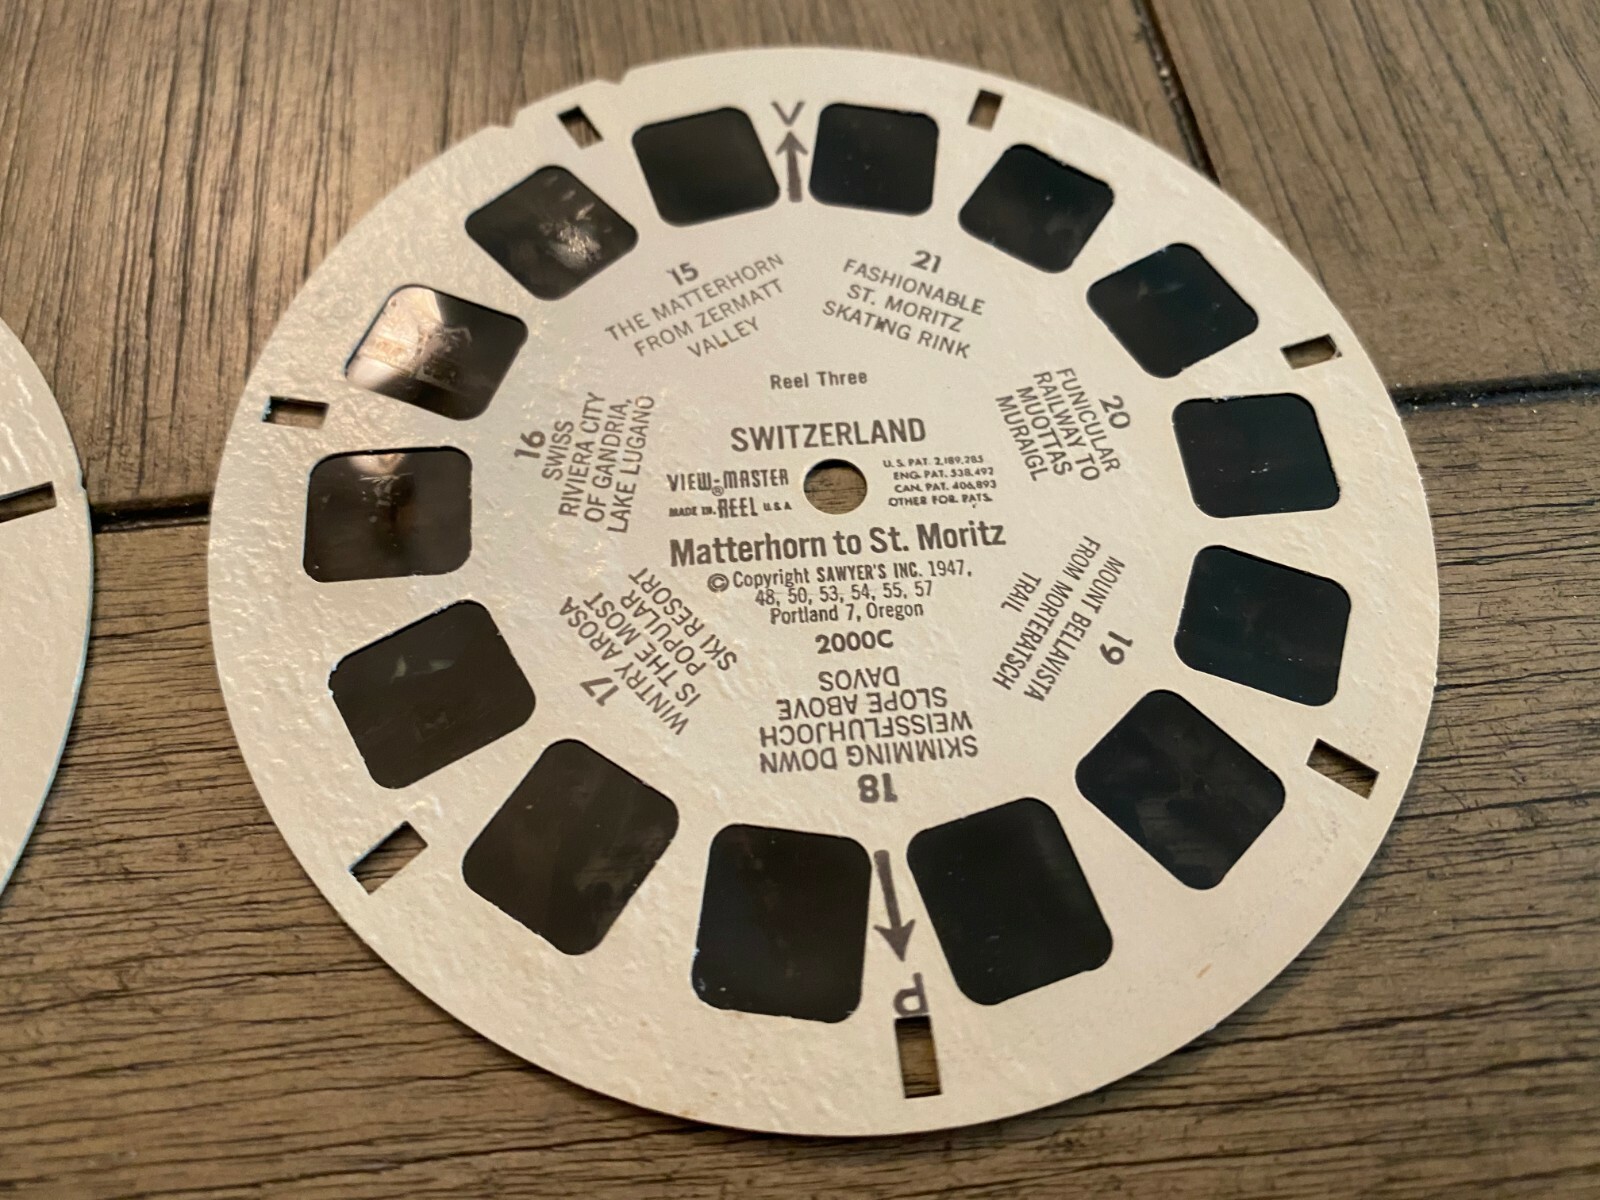 V
15
THE MATTERHORN
FROM ZERMATT
VALLEY
21
FASHIONABLE
ST. MORITZ
SKATING RINK
20
FUNICULAR
RAILWAY TO
MUOTTAS
MURAIGL
19
MOUNT BELLAVISTA
FROM MORTERATSCH
TRAIL
18
SKIMMING DOWN
WEISSFLUHJOCH
SLOPE ABOVE
DAVOS
17
WINTRY AROSA
IS THE MOST
POPULAR
SKI RESORT
16
SWISS
RIVIERA CITY
OF GANDRIA,
LAKE LUGANO
Reel Three
SWITZERLAND
VIEW-MASTER®
MADE IN REEL U.S.A
U.S. PAT. 2,189,285
ENG. PAT. 538,492
CAN. PAT. 406,893
OTHER FOR. PATS.
Matterhorn to St. Moritz
© Copyright SAWYER'S INC. 1947,
48, 50, 53, 54, 55, 57
Portland 7, Oregon
2000C
P